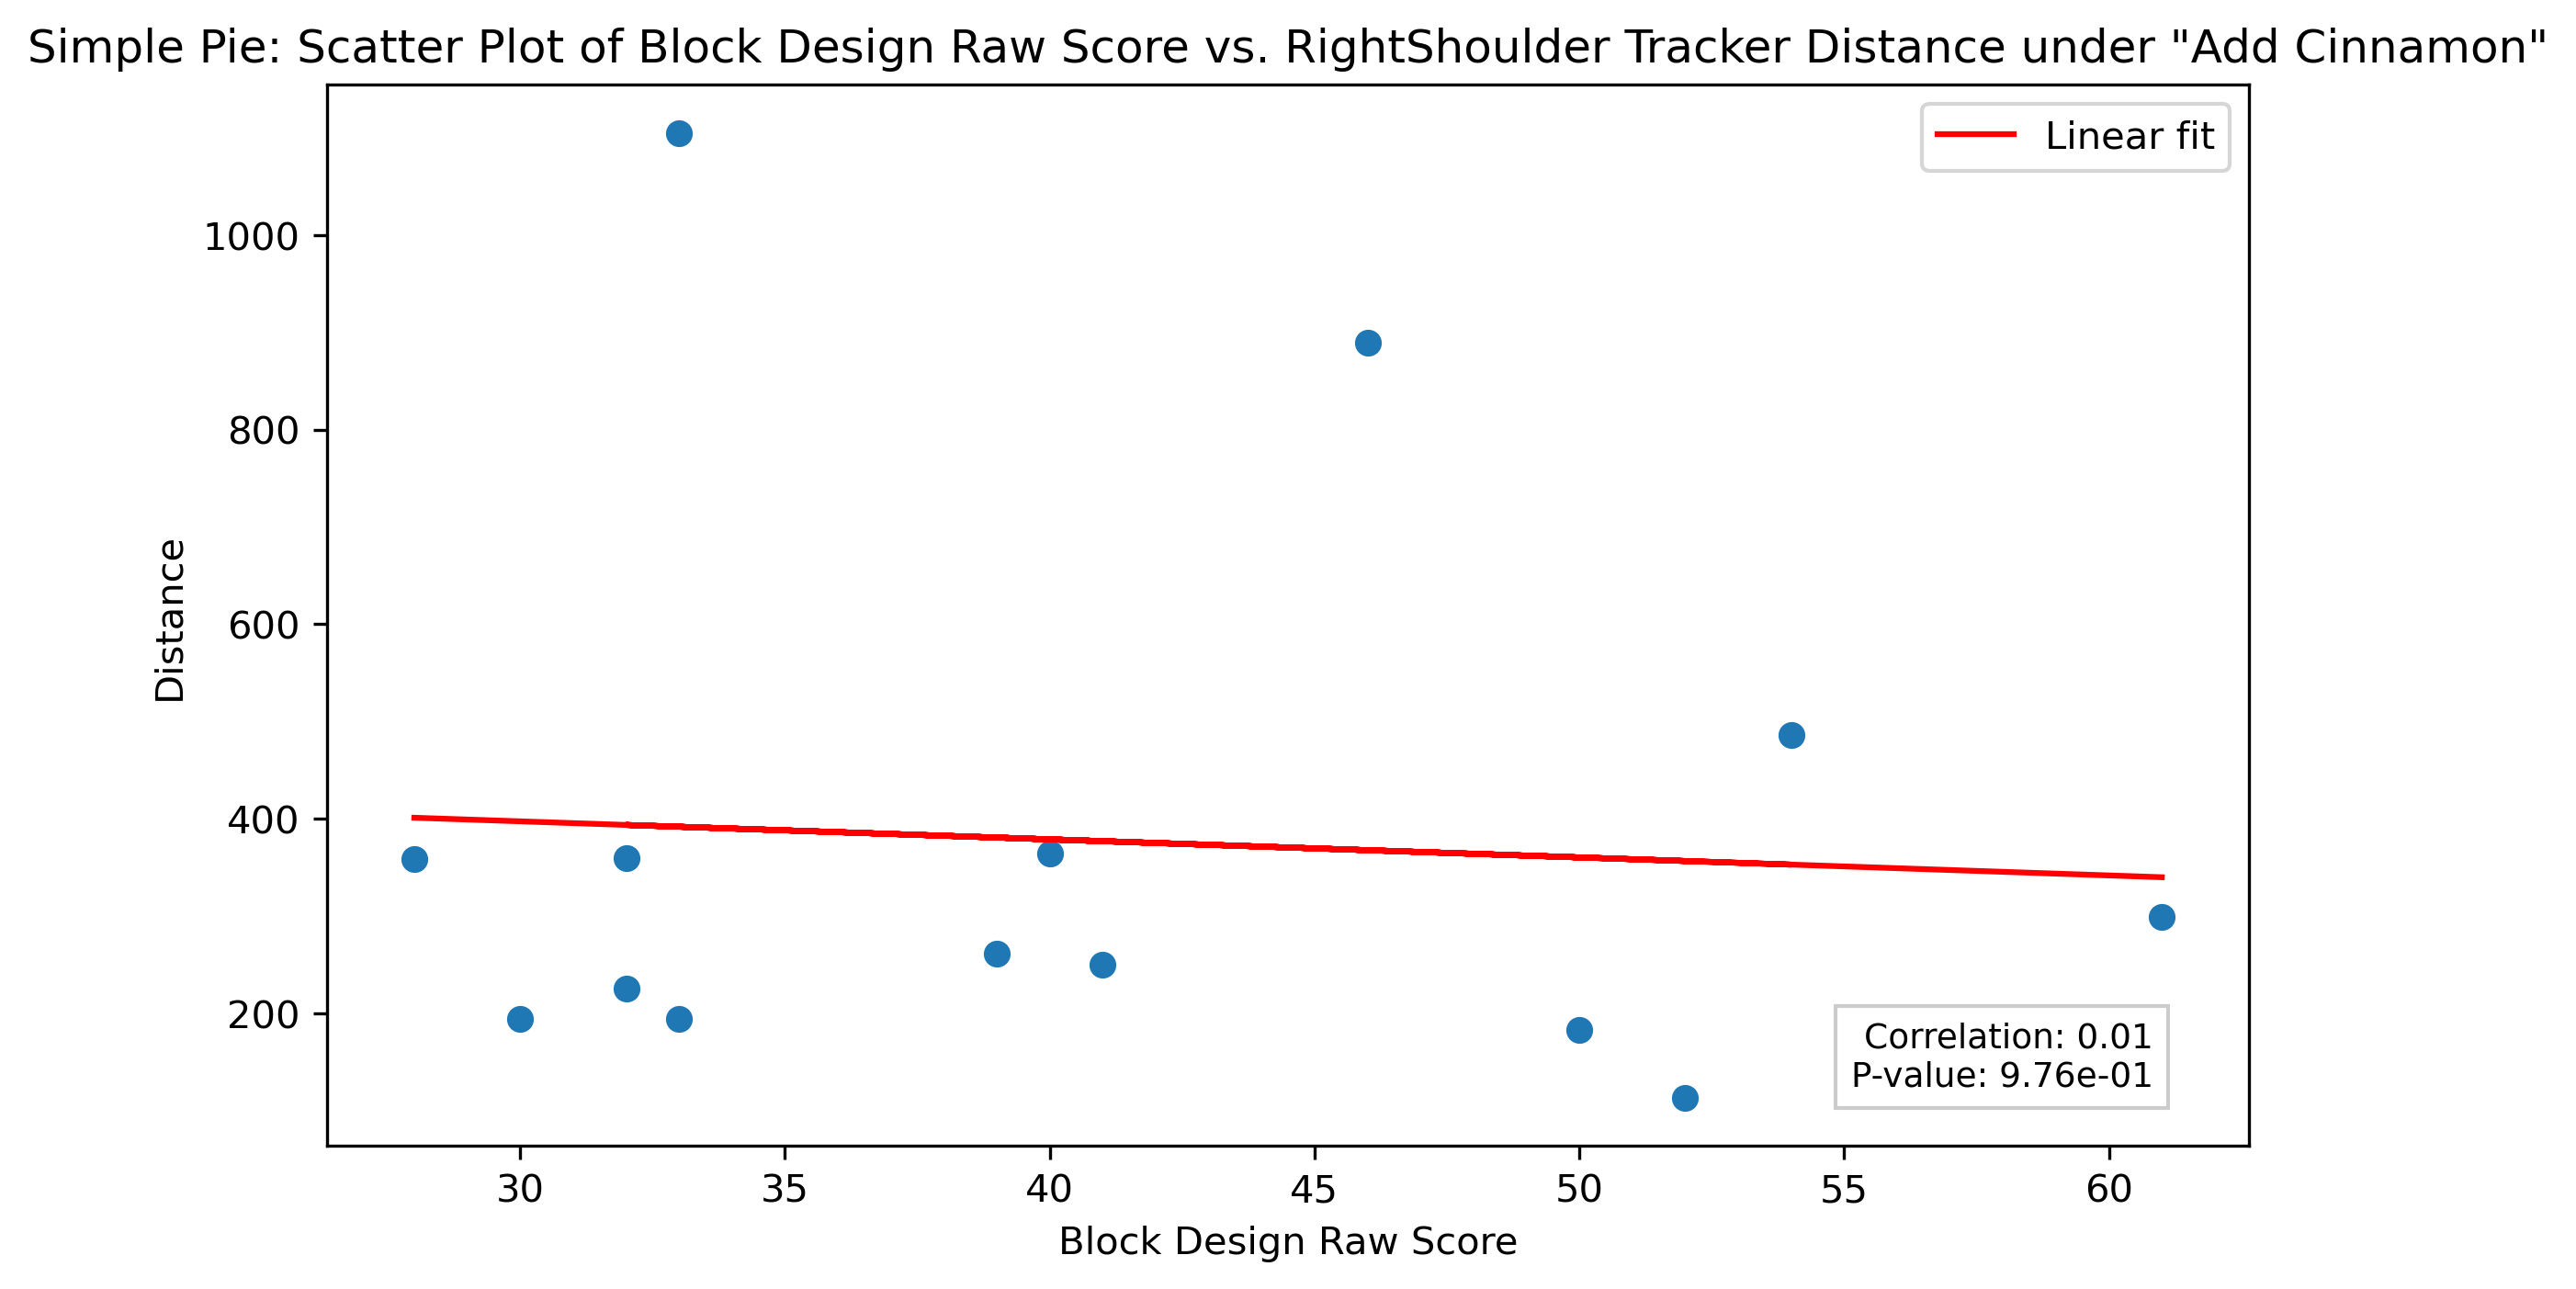 Simple Pie: Scatter Plot of Block Design Raw Score vs. RightShoulder Tracker Distance under "Add Cinnamon"
Linear fit
1000
800
600
400
200
Distance
Correlation: 0.01
P-value: 9.76e-01
30 35 40 45 50 55 60
Block Design Raw Score